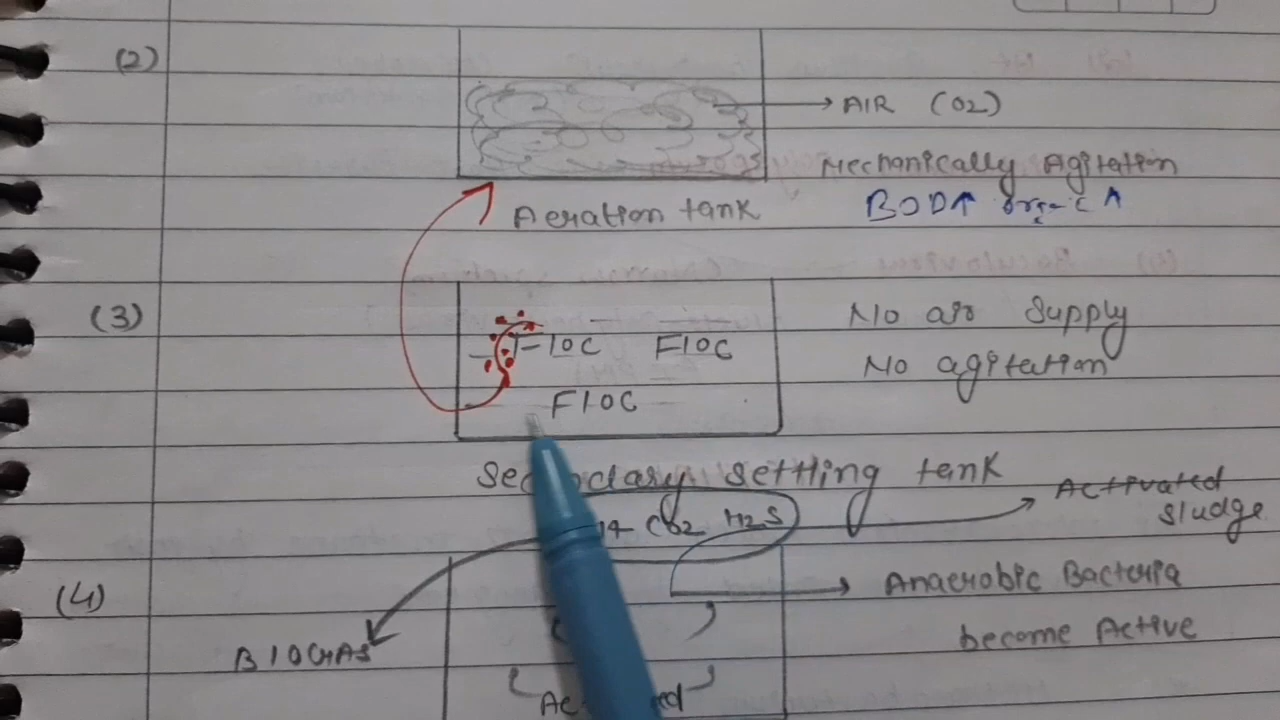 (2)
AIR (O2)
Mechanically Agitation
Aeration tank
BOD↑
(3)
No air supply
Floc Floc
No agitation
Floc
settling tank
CO2 H2S
Activated
sludge
(4)
Anaerobic Bacteria
become Active
BIOGAS